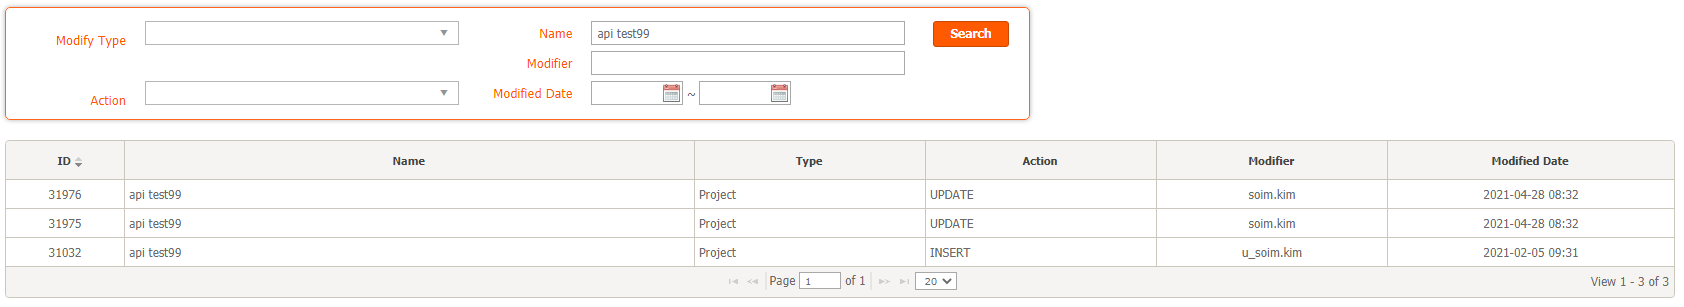 Modify Type
Name api test99
Search
Modifier
Action
Modified Date ~
ID Name Type Action Modifier Modified Date
31976 api test99 Project UPDATE soim.kim 2021-04-28 08:32
31975 api test99 Project UPDATE soim.kim 2021-04-28 08:32
31032 api test99 Project INSERT u_soim.kim 2021-02-05 09:31
Page 1 of 1 20 View 1 - 3 of 3